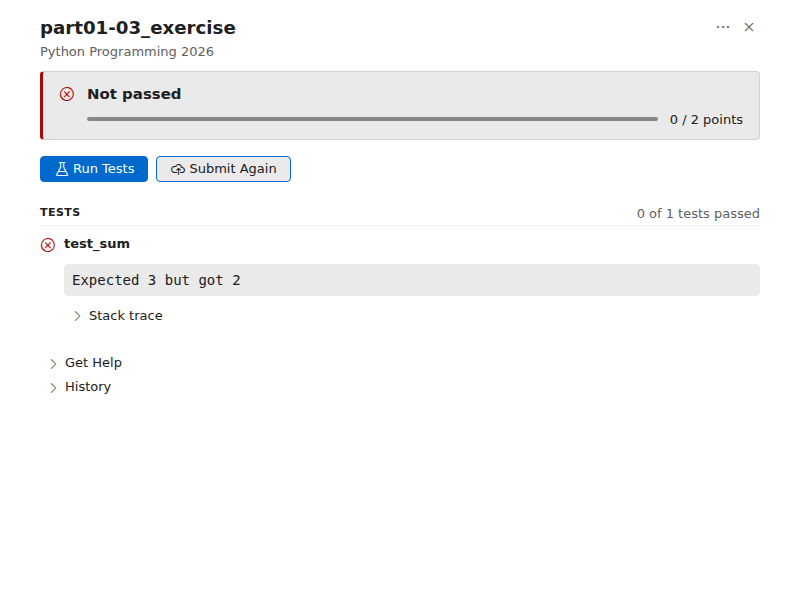 part01-03_exercise
Python Programming 2026
Not passed
0 / 2 points
Run Tests
Submit Again
TESTS
0 of 1 tests passed
test_sum
Expected 3 but got 2
Stack trace
Get Help
History